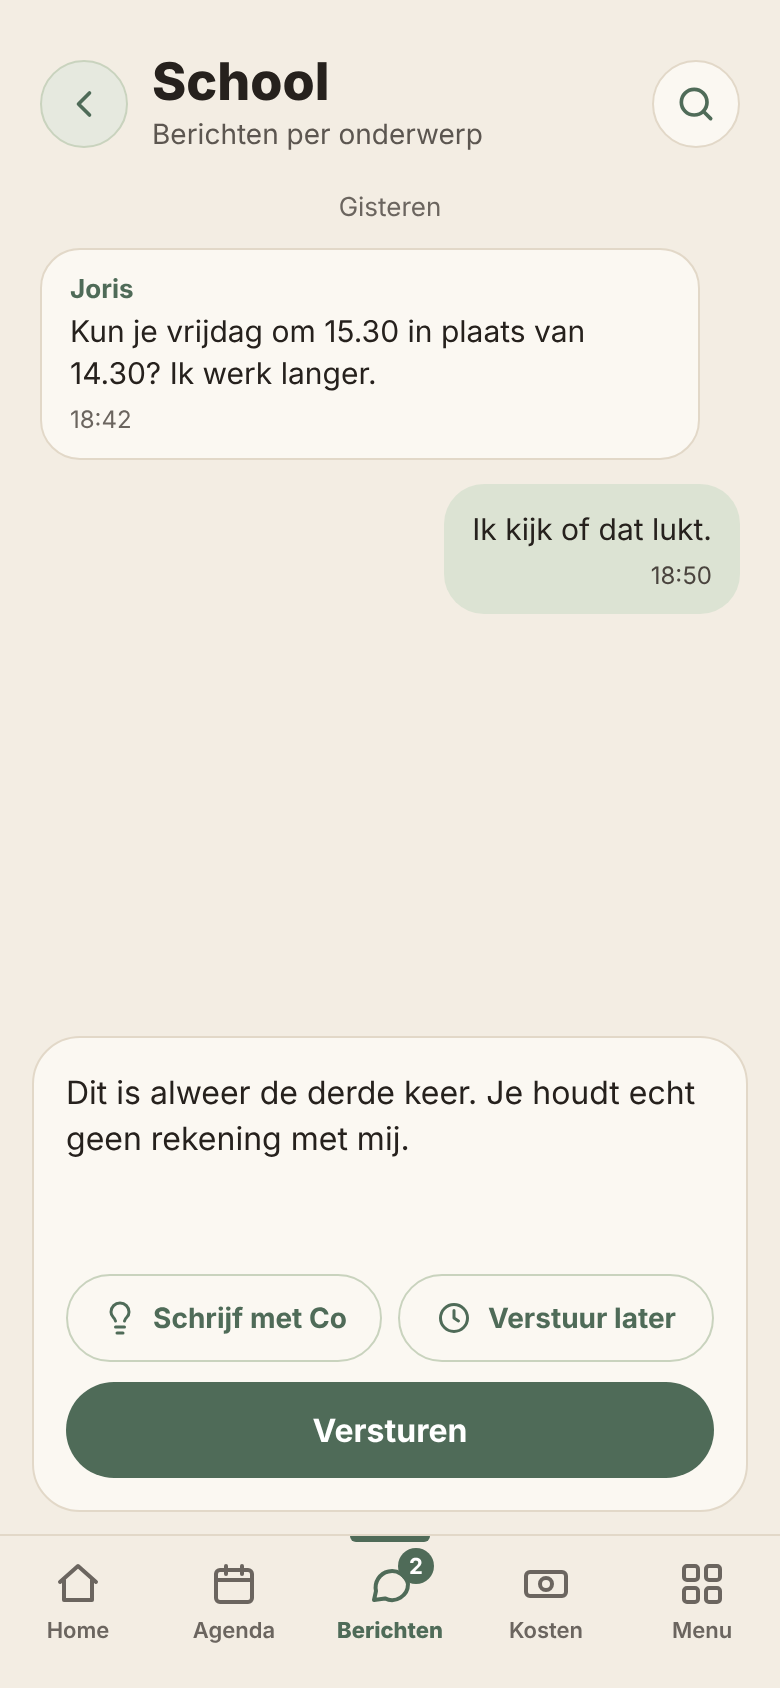 School
Berichten per onderwerp
Gisteren
Joris
Kun je vrijdag om 15.30 in plaats van
14.30? Ik werk langer.
18:42
Ik kijk of dat lukt.
18:50
Dit is alweer de derde keer. Je houdt echt
geen rekening met mij.
Schrijf met Co
Verstuur later
Versturen
2
Home
Agenda
Berichten
Kosten
Menu